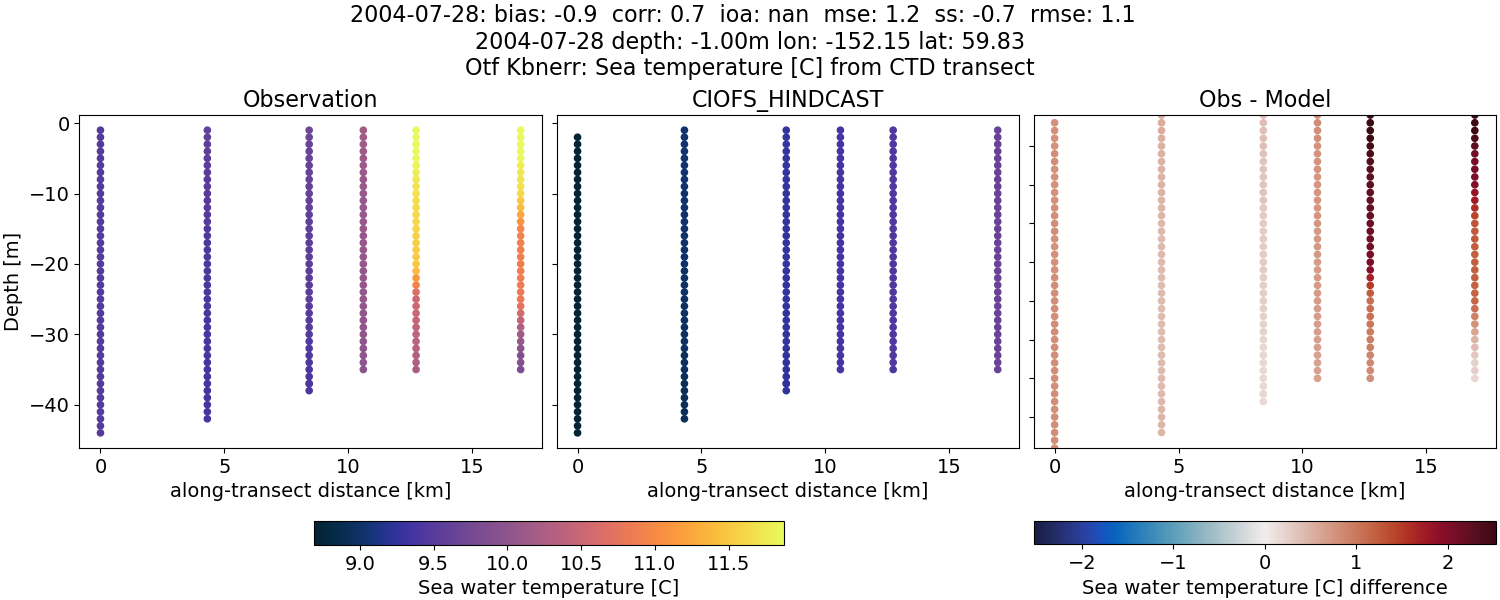 2004-07-28: bias: -0.9  corr: 0.7  ioa: nan  mse: 1.2  ss: -0.7  rmse: 1.1
2004-07-28 depth: -1.00m lon: -152.15 lat: 59.83
Otf Kbnerr: Sea temperature [C] from CTD transect
Observation
CIOFS_HINDCAST
Obs - Model
Depth [m]
0
−10
−20
−30
−40
0 5 10 15
0 5 10 15
0 5 10 15
along-transect distance [km]
along-transect distance [km]
along-transect distance [km]
9.0 9.5 10.0 10.5 11.0 11.5
Sea water temperature [C]
−2 −1 0 1 2
Sea water temperature [C] difference